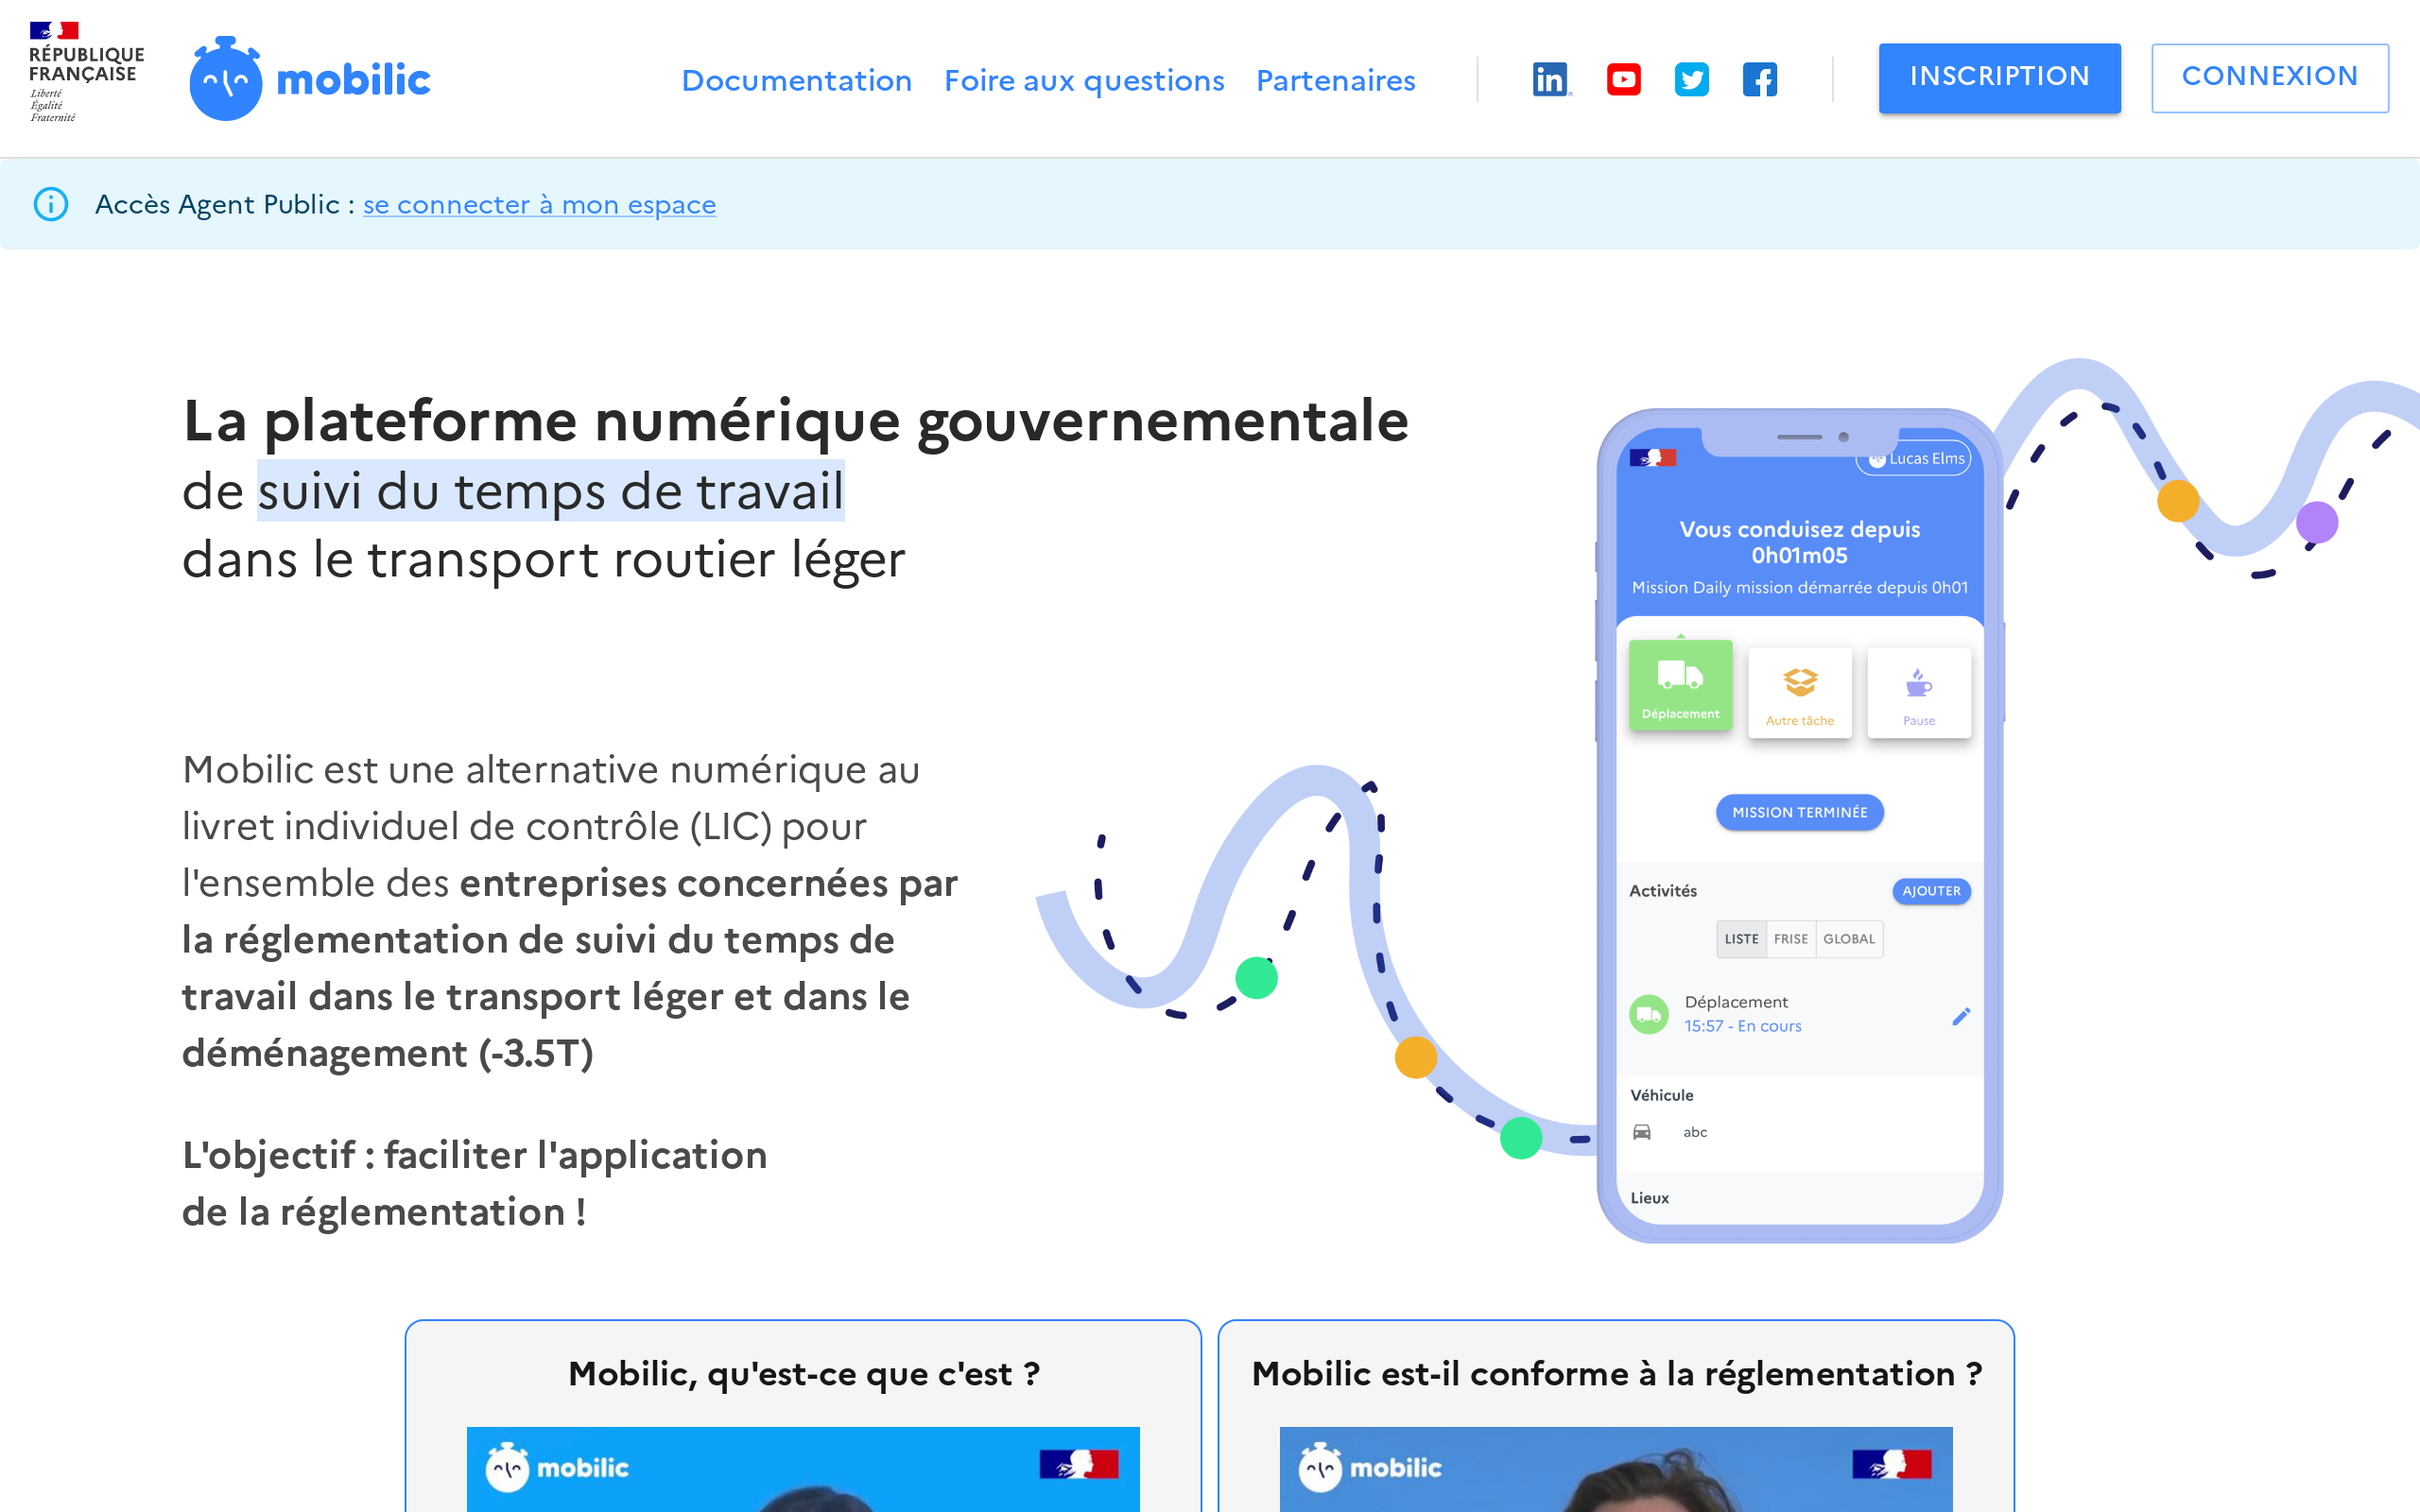 RÉPUBLIQUE
FRANÇAISE
Liberté
Égalité
Fraternité
mobilic
Documentation
Foire aux questions
Partenaires
in
INSCRIPTION
CONNEXION
Accès Agent Public : se connecter à mon espace
La plateforme numérique gouvernementale
de suivi du temps de travail
dans le transport routier léger
Mobilic est une alternative numérique au
livret individuel de contrôle (LIC) pour
l'ensemble des entreprises concernées par
la réglementation de suivi du temps de
travail dans le transport léger et dans le
déménagement (-3.5T)
L'objectif : faciliter l'application
de la réglementation !
Lucas Elms
Vous conduisez depuis
0h01m05
Mission Daily mission démarrée depuis 0h01
Déplacement
Autre tâche
Pause
MISSION TERMINÉE
Activités
AJOUTER
LISTE
FRISE
GLOBAL
Déplacement
15:57 - En cours
Véhicule
abc
Lieux
Mobilic, qu'est-ce que c'est ?
mobilic
Mobilic est-il conforme à la réglementation ?
mobilic